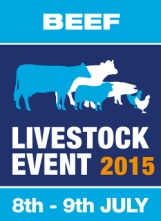 BEEF
LIVESTOCK
EVENT 2015
8th - 9th JULY